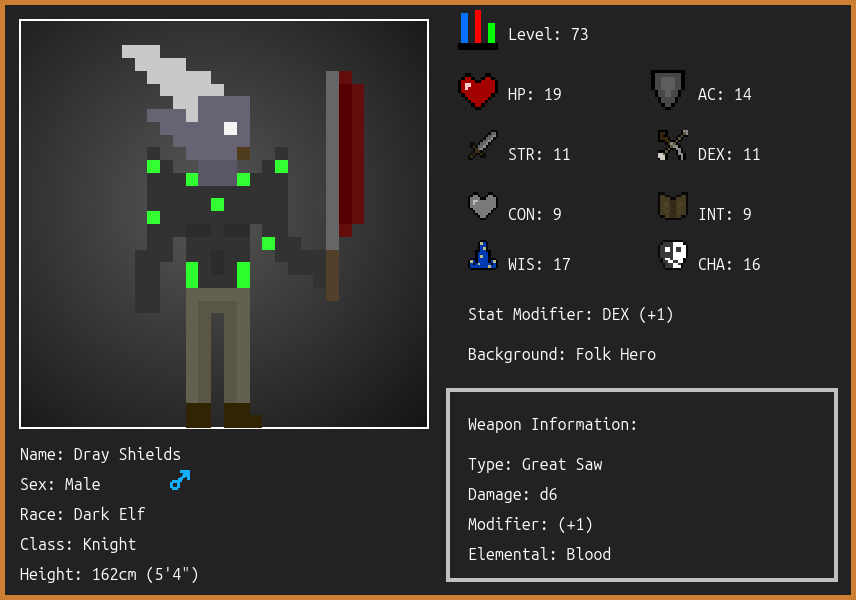 Level: 73
HP: 19
AC: 14
STR: 11
DEX: 11
CON: 9
INT: 9
WIS: 17
CHA: 16
Stat Modifier: DEX (+1)
Background: Folk Hero
Weapon Information:
Type: Great Saw
Damage: d6
Modifier: (+1)
Elemental: Blood
Name: Dray Shields
Sex: Male
Race: Dark Elf
Class: Knight
Height: 162cm (5'4")